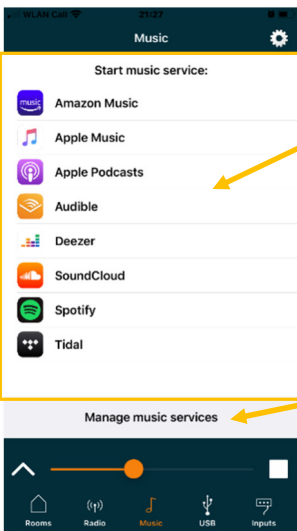 WLAN Call 21:27
Music
Start music service:
music
Amazon Music
Apple Music
Apple Podcasts
Audible
Deezer
SoundCloud
Spotify
Tidal
Manage music services
Rooms Radio Music USB Inputs